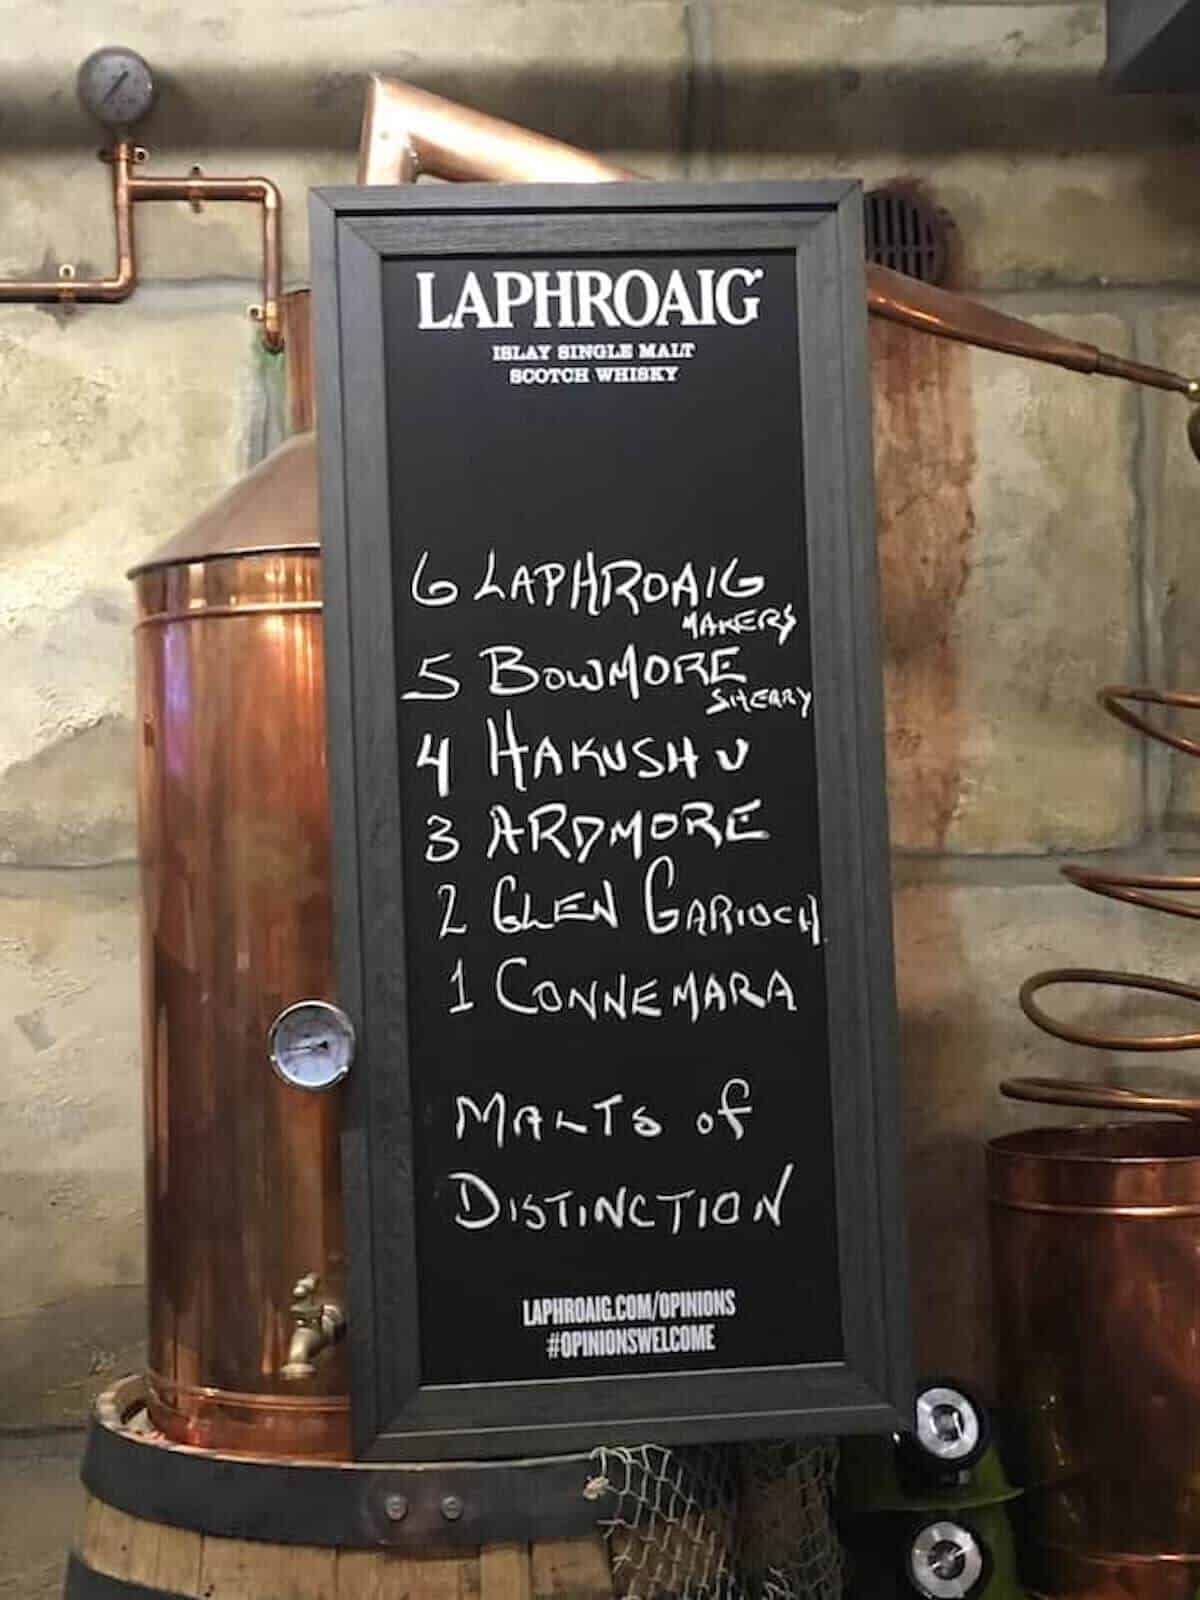 LAPHROAIG
ISLAY SINGLE MALT
SCOTCH WHISKY
6 LAPHROAIG
MAKERS
5 BOWMORE
SHERRY
4 HAKUSHU
3 ARDMORE
2 GLEN GARIOCH
1 CONNEMARA
MALTS of
DISTINCTION
LAPHROAIG.COM/OPINIONS
#OPINIONSWELCOME